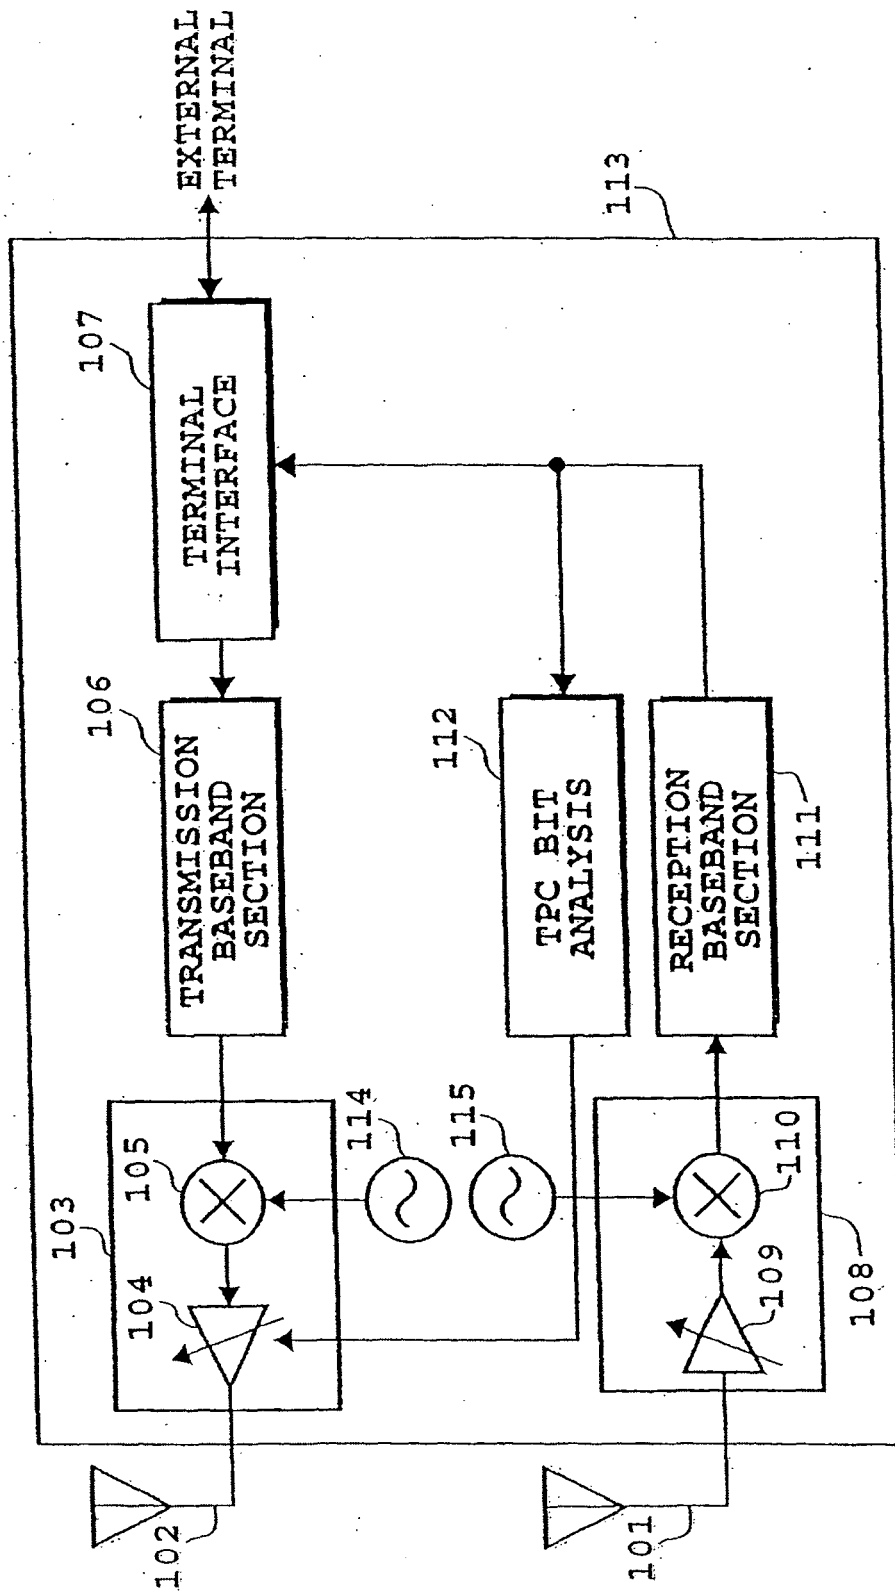 EXTERNAL
TERMINAL
113
107
TERMINAL
INTERFACE
106
TRANSMISSION
BASEBAND
SECTION
112
TPC BIT
ANALYSIS
RECEPTION
BASEBAND
SECTION
111
103
105
104
114
115
110
109
108
102
101